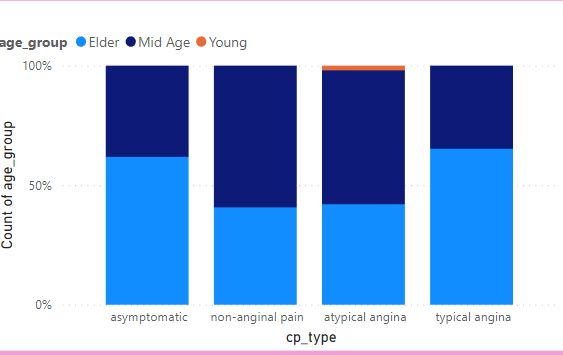 age_group Elder Mid Age Young
100%
50%
0%
Count of age_group
asymptomatic non-anginal pain atypical angina typical angina
cp_type